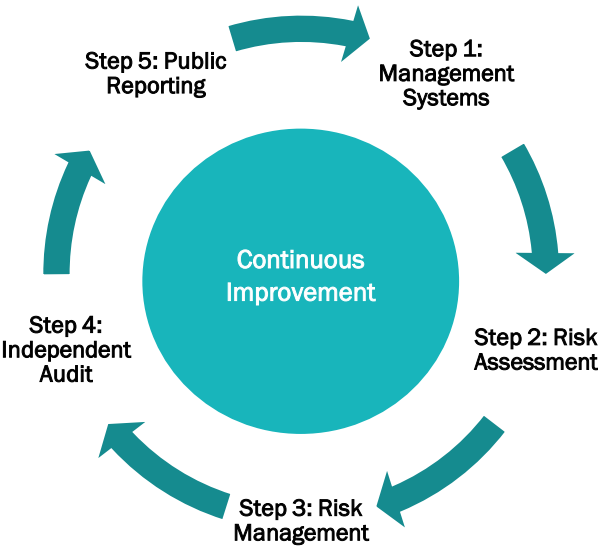 Step 1:
Management
Systems
Step 2: Risk
Assessment
Step 3: Risk
Management
Step 4:
Independent
Audit
Step 5: Public
Reporting
Continuous
Improvement